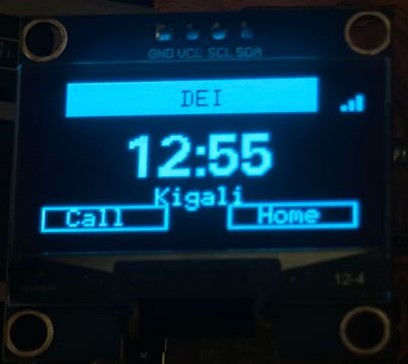 GND VCC SCL SDA
DEI
12:55
Kigali
Call Home
12-4